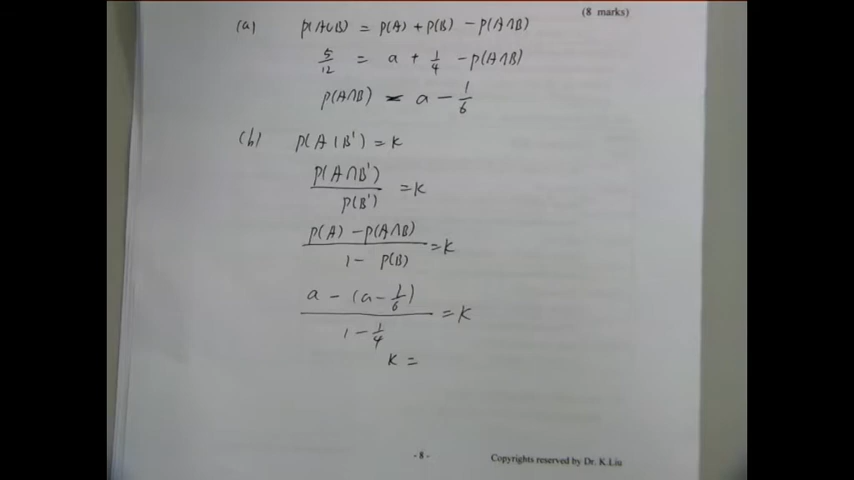 (8 marks)
(a) P(A∪B) = P(A) + P(B) - P(A∩B)
5/12 = a + 1/4 - P(A∩B)
P(A∩B) = a - 1/6
(b) P(A|B') = k
P(A∩B')/P(B') = k
P(A) - P(A∩B)/1 - P(B) = k
a - (a - 1/6)/1 - 1/4 = k
k =
- 8 -
Copyrights reserved by Dr. K.Liu